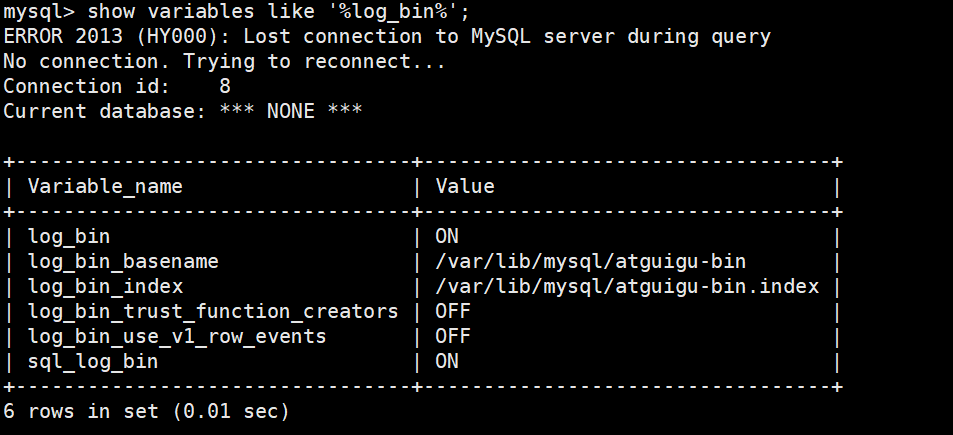 mysql> show variables like '%log_bin%';
ERROR 2013 (HY000): Lost connection to MySQL server during query
No connection. Trying to reconnect...
Connection id:    8
Current database: *** NONE ***

+---------------------------------+---------------------------------+
| Variable_name                   | Value                           |
+---------------------------------+---------------------------------+
| log_bin                         | ON                              |
| log_bin_basename                | /var/lib/mysql/atguigu-bin      |
| log_bin_index                   | /var/lib/mysql/atguigu-bin.index |
| log_bin_trust_function_creators | OFF                             |
| log_bin_use_v1_row_events       | OFF                             |
| sql_log_bin                     | ON                              |
+---------------------------------+---------------------------------+
6 rows in set (0.01 sec)